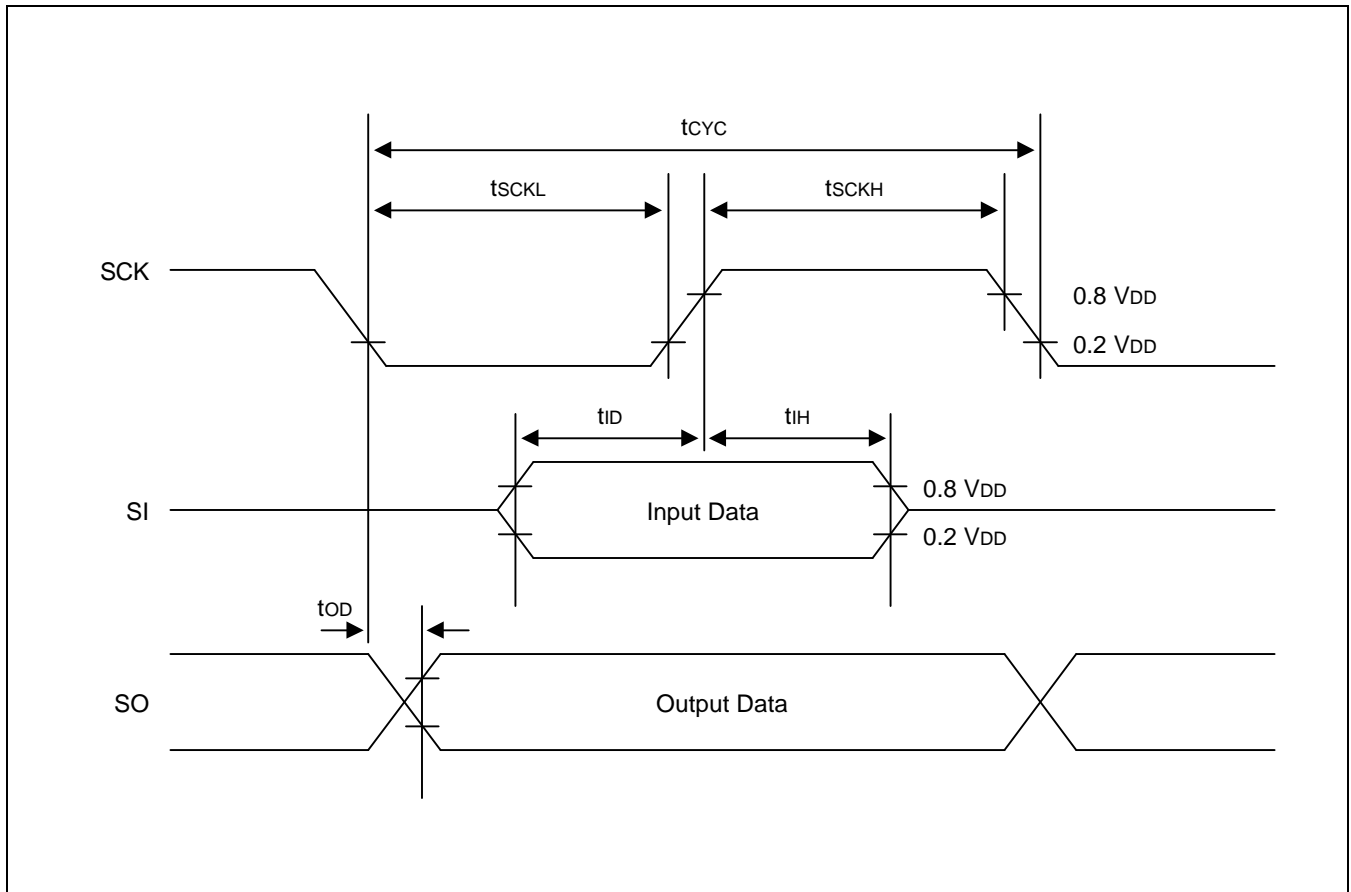 tCYC
tSCKL
tSCKH
SCK
0.8 VDD
0.2 VDD
tID
tIH
SI
Input Data
0.8 VDD
0.2 VDD
tOD
SO
Output Data